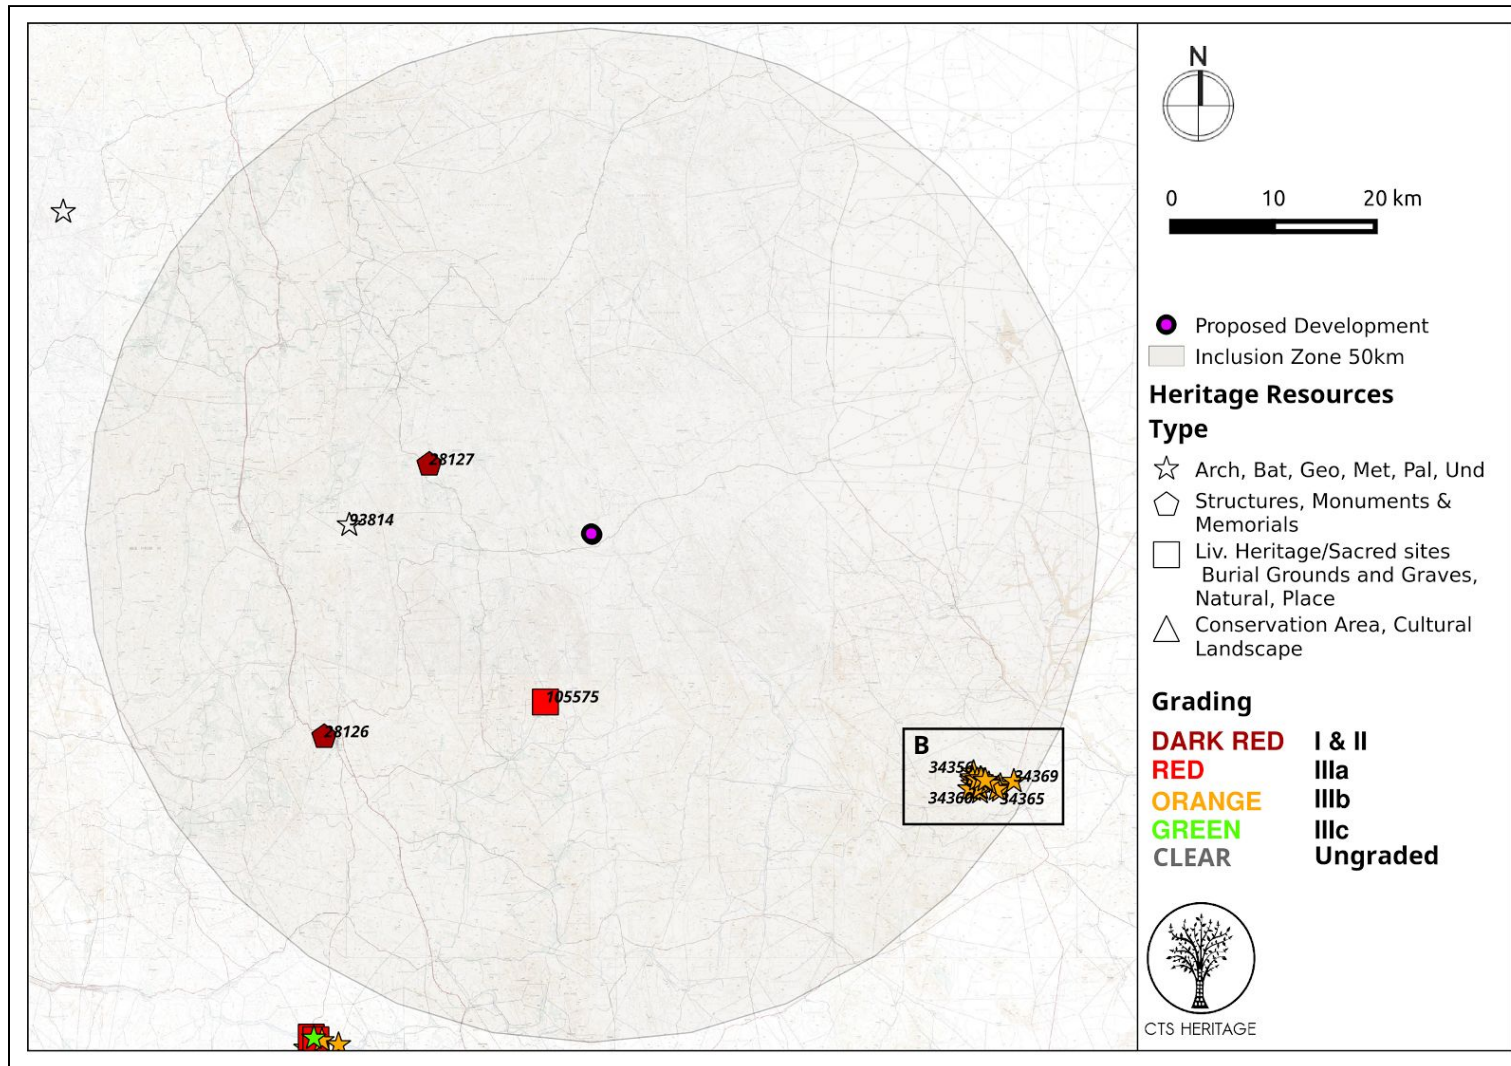 28127
93814
105575
28126
B
34369
34365
N
0 10 20 km
Proposed Development
Inclusion Zone 50km
Heritage Resources
Type
Arch, Bat, Geo, Met, Pal, Und
Structures, Monuments &
Memorials
Liv. Heritage/Sacred sites
Burial Grounds and Graves,
Natural, Place
Conservation Area, Cultural
Landscape
Grading
DARK RED I & II
RED IIIa
ORANGE IIIb
GREEN IIIc
CLEAR Ungraded
CTS HERITAGE